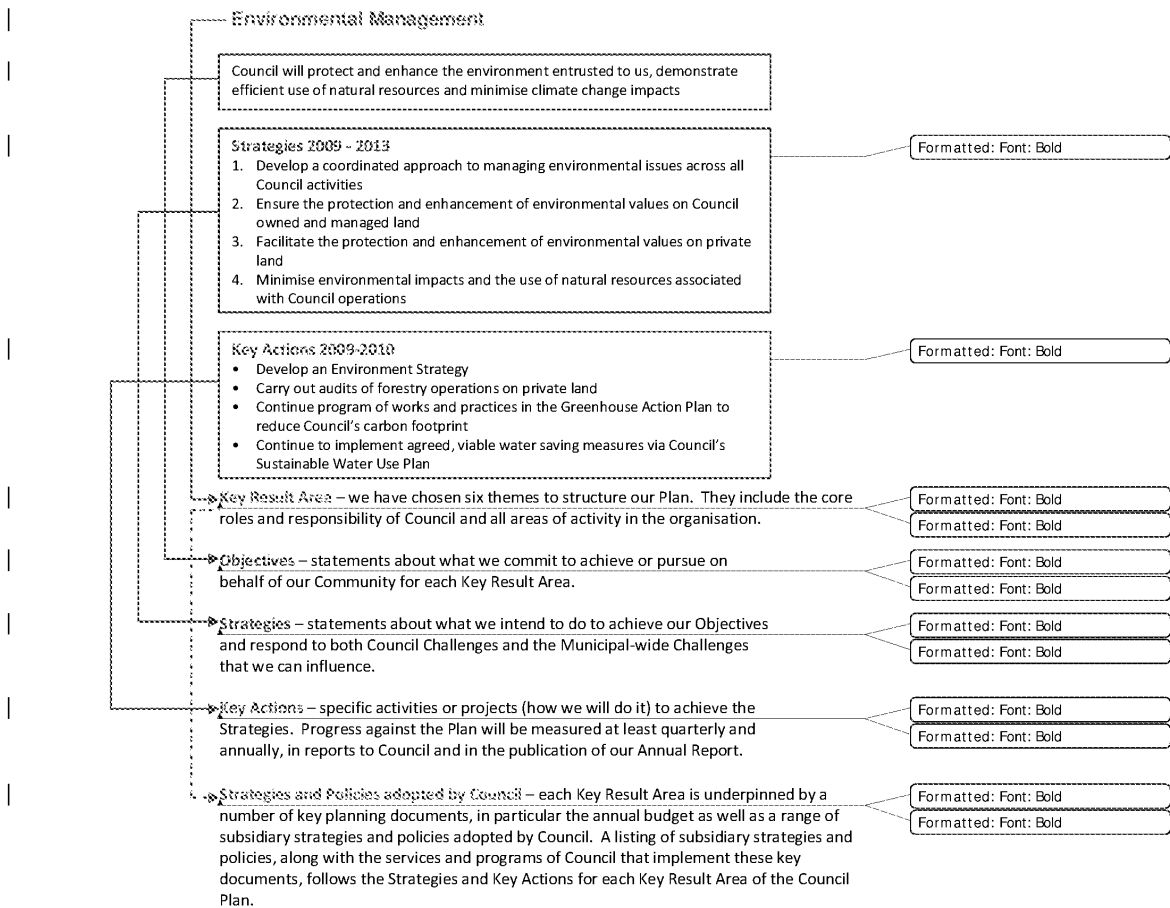 Environmental Management
Council will protect and enhance the environment entrusted to us, demonstrate
efficient use of natural resources and minimise climate change impacts
Strategies 2009 - 2013
Formatted: Font: Bold
1. Develop a coordinated approach to managing environmental issues across all
Council activities
2. Ensure the protection and enhancement of environmental values on Council
owned and managed land
3. Facilitate the protection and enhancement of environmental values on private
land
4. Minimise environmental impacts and the use of natural resources associated
with Council operations
Key Actions 2009-2010
Formatted: Font: Bold
• Develop an Environment Strategy
• Carry out audits of forestry operations on private land
• Continue program of works and practices in the Greenhouse Action Plan to
reduce Council’s carbon footprint
• Continue to implement agreed, viable water saving measures via Council’s
Sustainable Water Use Plan
Key Result Area – we have chosen six themes to structure our Plan. They include the core
roles and responsibility of Council and all areas of activity in the organisation.
Formatted: Font: Bold
Formatted: Font: Bold
Objectives – statements about what we commit to achieve or pursue on
behalf of our Community for each Key Result Area.
Formatted: Font: Bold
Formatted: Font: Bold
Strategies – statements about what we intend to do to achieve our Objectives
and respond to both Council Challenges and the Municipal-wide Challenges
that we can influence.
Formatted: Font: Bold
Formatted: Font: Bold
Key Actions – specific activities or projects (how we will do it) to achieve the
Strategies. Progress against the Plan will be measured at least quarterly and
annually, in reports to Council and in the publication of our Annual Report.
Formatted: Font: Bold
Formatted: Font: Bold
Strategies and Policies adopted by Council – each Key Result Area is underpinned by a
number of key planning documents, in particular the annual budget as well as a range of
subsidiary strategies and policies adopted by Council. A listing of subsidiary strategies and
policies, along with the services and programs of Council that implement these key
documents, follows the Strategies and Key Actions for each Key Result Area of the Council
Plan.
Formatted: Font: Bold
Formatted: Font: Bold